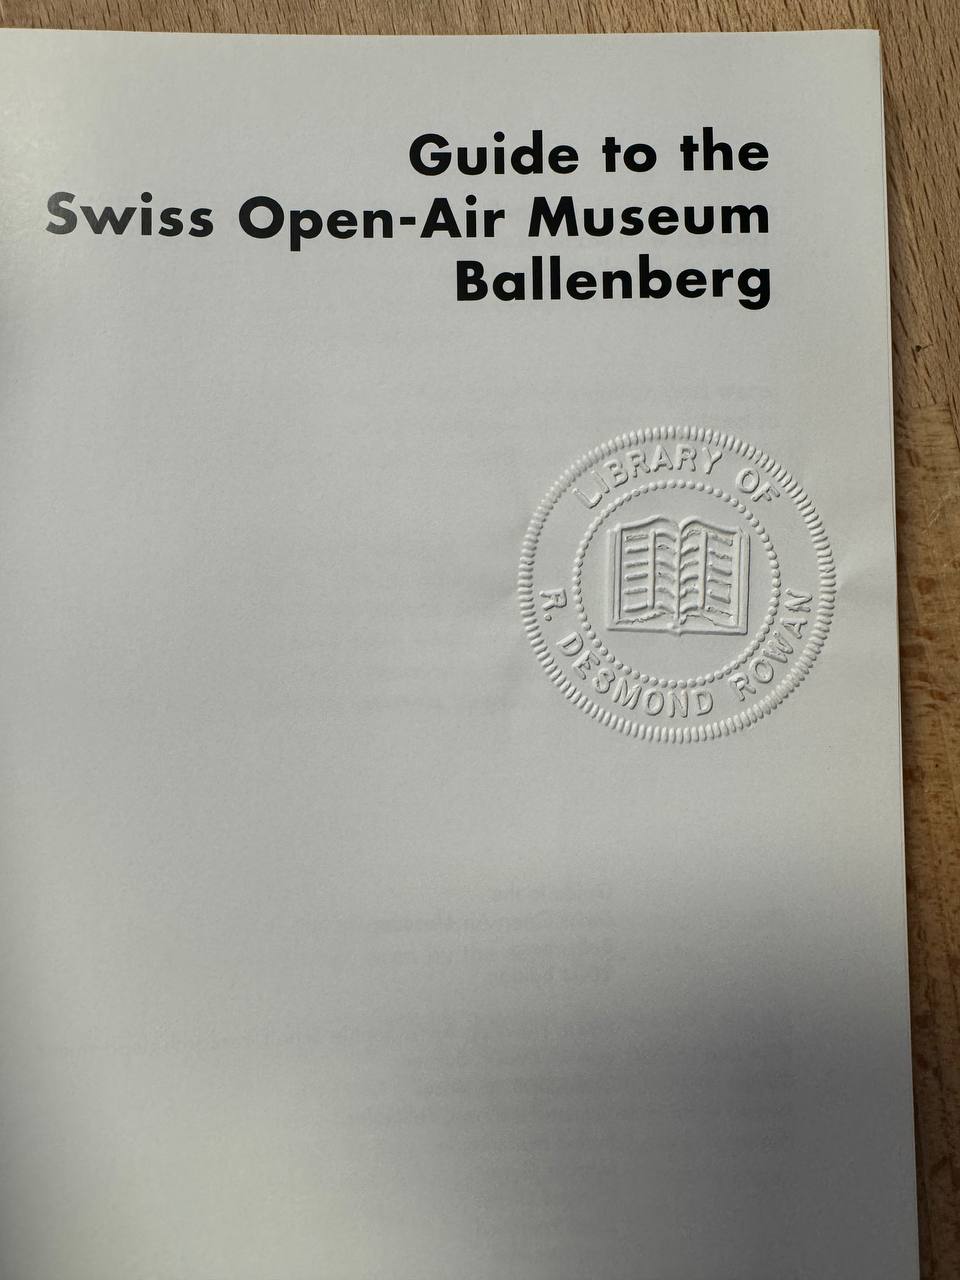 Guide to the
Swiss Open-Air Museum
Ballenberg
LIBRARY OF
R. DESMOND ROWAN